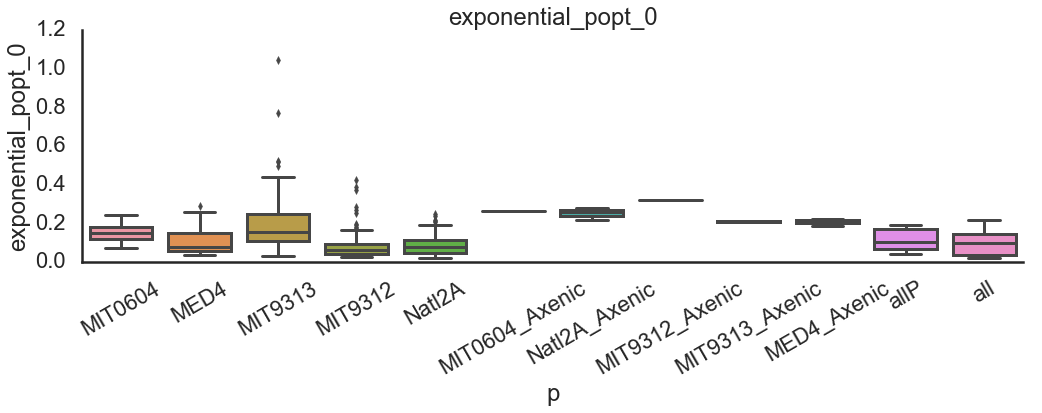 exponential_popt_0
exponential_popt_0
1.2
1.0
0.8
0.6
0.4
0.2
0.0
MIT0604
MED4
MIT9313
MIT9312
Natl2A
MIT0604_Axenic
Natl2A_Axenic
MIT9312_Axenic
MIT9313_Axenic
MED4_Axenic
allP
all
p